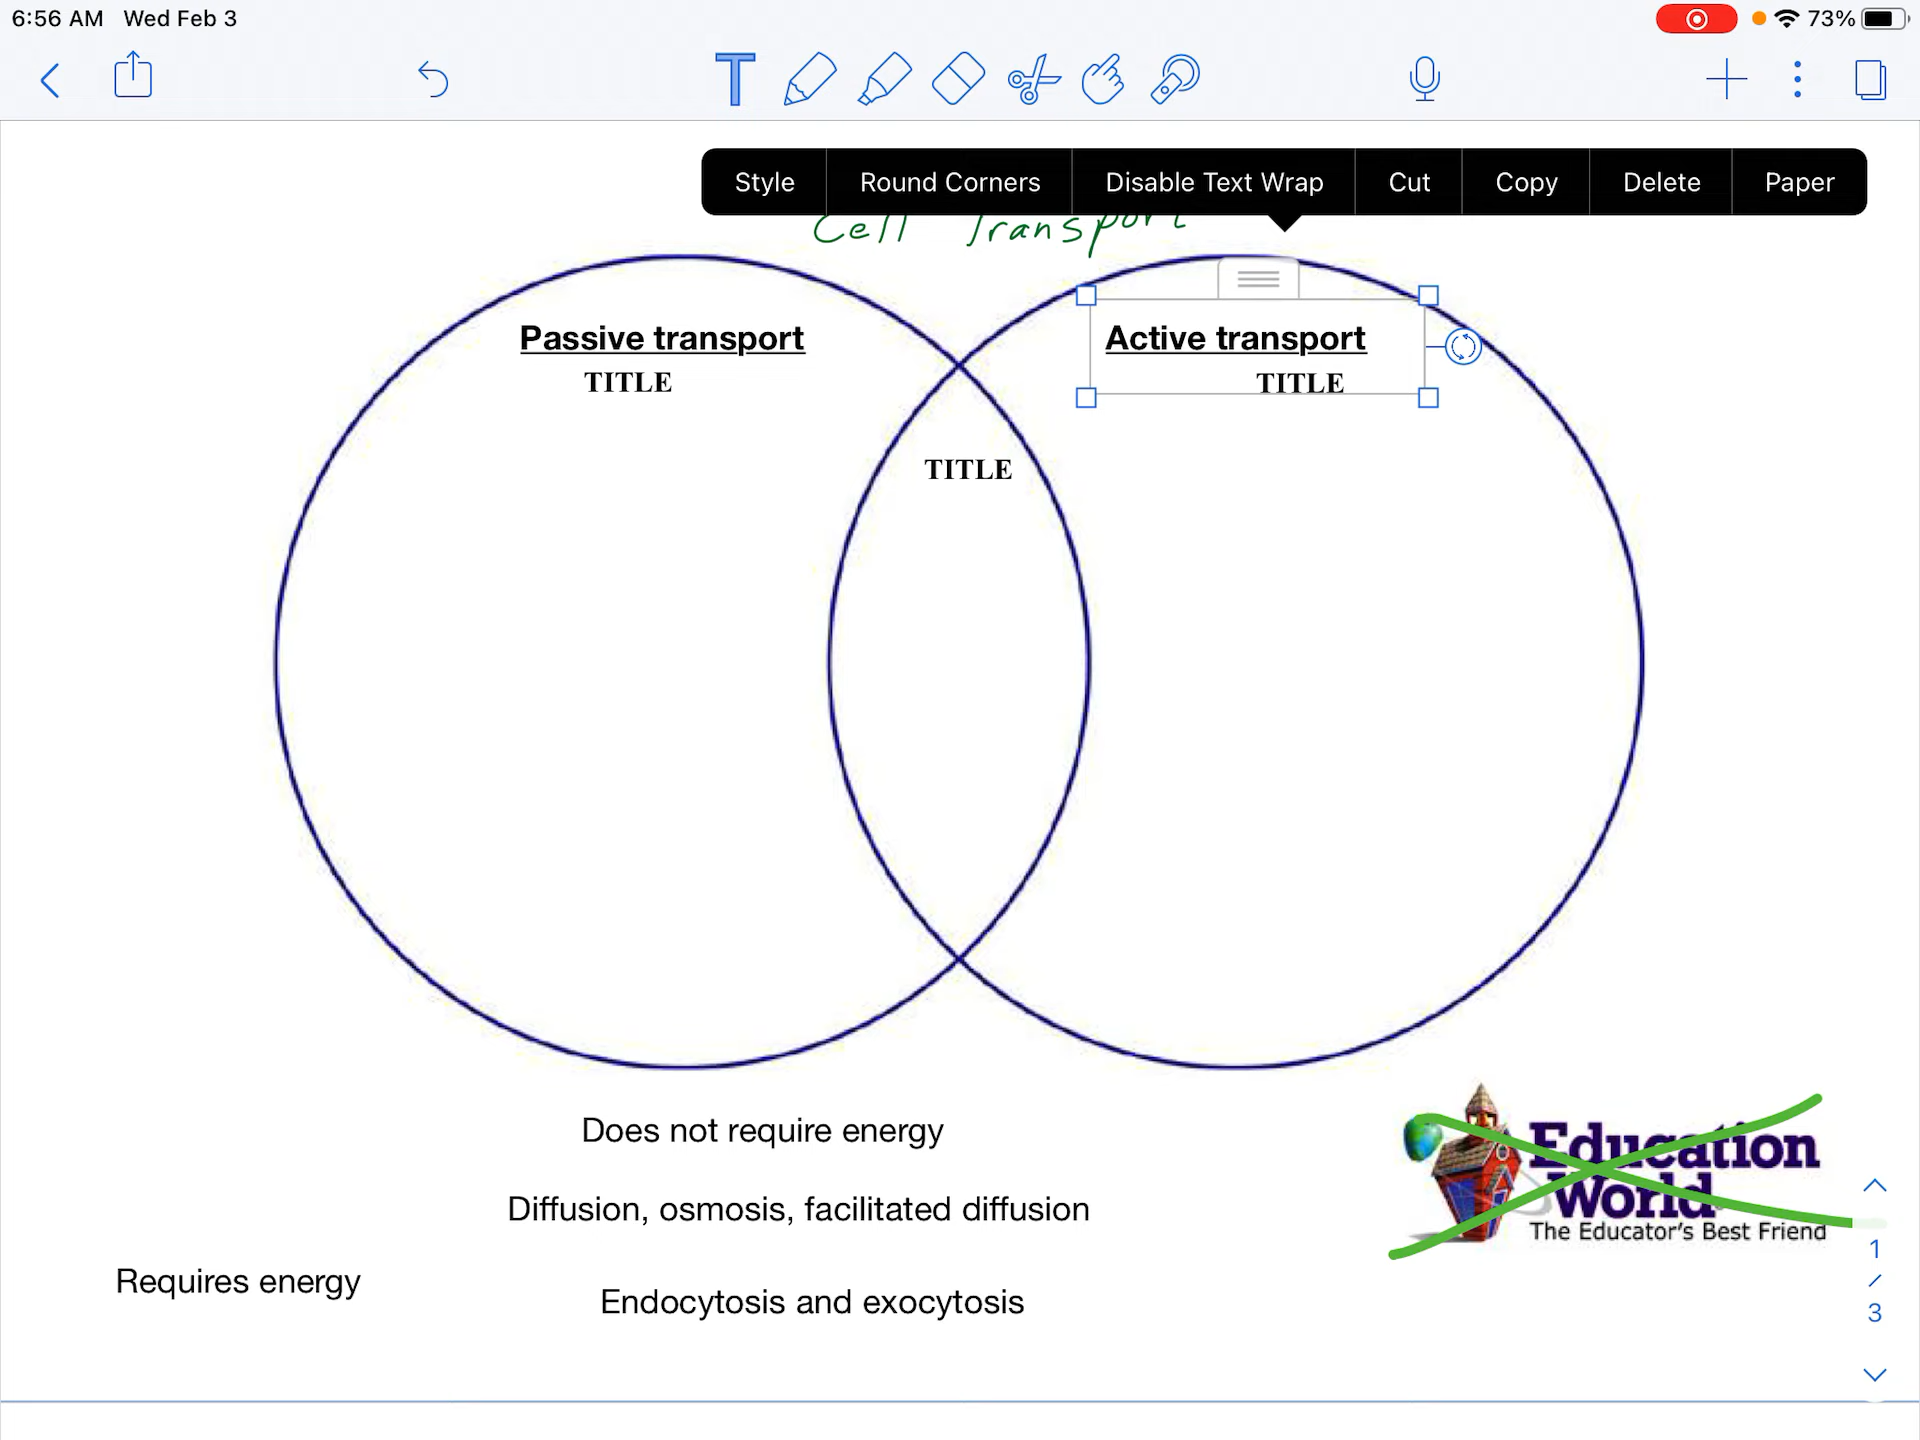 6:56 AM Wed Feb 3
73%
Style Round Corners Disable Text Wrap Cut Copy Delete Paper
Cell Transport
Passive transport
Active transport
TITLE
TITLE
TITLE
Does not require energy
Education
World
The Educator's Best Friend
Diffusion, osmosis, facilitated diffusion
Requires energy
Endocytosis and exocytosis
1
/
3